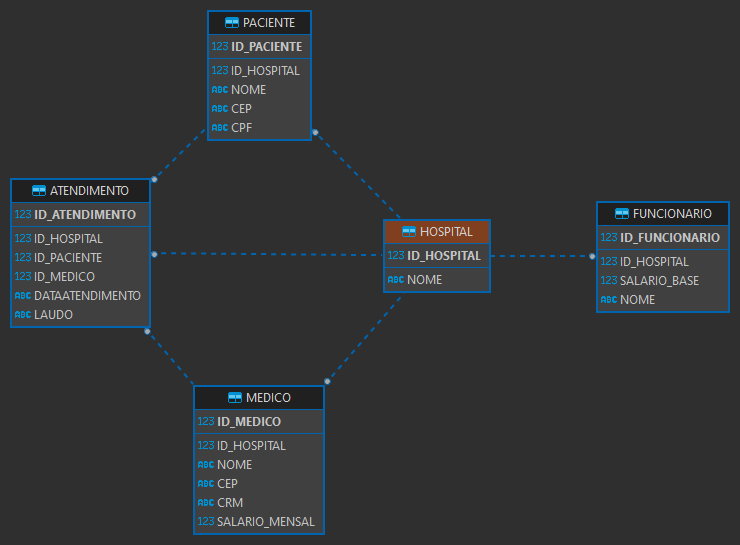 PACIENTE
123 ID_PACIENTE
123 ID_HOSPITAL
ABC NOME
ABC CEP
ABC CPF
ATENDIMENTO
123 ID_ATENDIMENTO
123 ID_HOSPITAL
123 ID_PACIENTE
123 ID_MEDICO
ABC DATAATENDIMENTO
ABC LAUDO
HOSPITAL
123 ID_HOSPITAL
ABC NOME
FUNCIONARIO
123 ID_FUNCIONARIO
123 ID_HOSPITAL
123 SALARIO_BASE
ABC NOME
MEDICO
123 ID_MEDICO
123 ID_HOSPITAL
ABC NOME
ABC CEP
ABC CRM
123 SALARIO_MENSAL